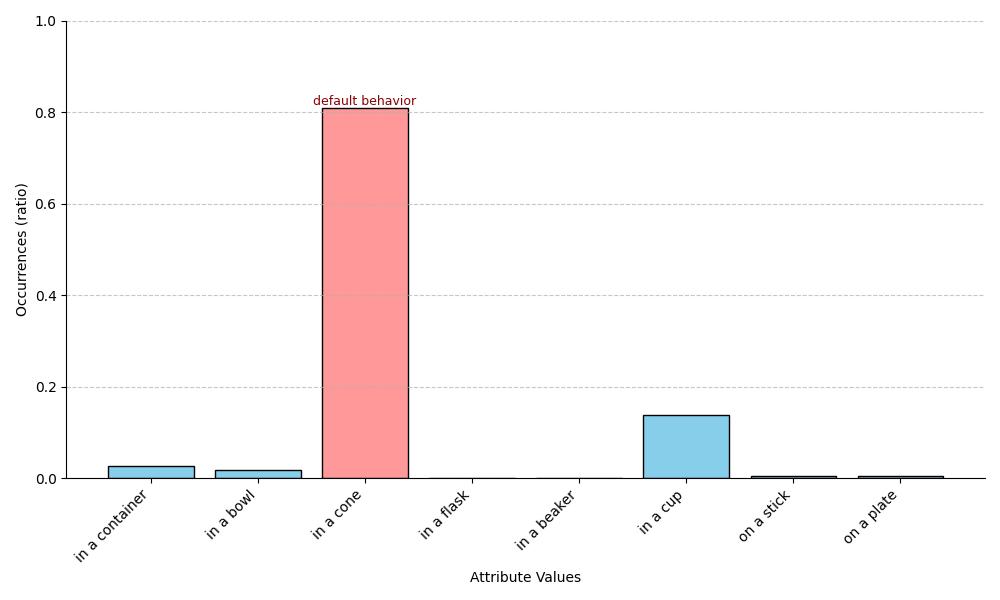 1.0
default behavior
0.8
0.6
0.4
0.2
0.0
Occurrences (ratio)
in a container
in a bowl
in a cone
in a flask
in a beaker
in a cup
on a stick
on a plate
Attribute Values